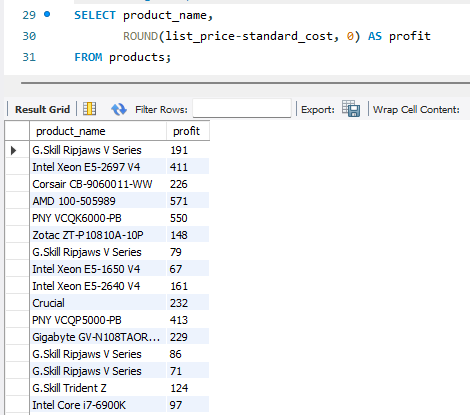 29 SELECT product_name,
30 ROUND(list_price-standard_cost, 0) AS profit
31 FROM products;
Result Grid Filter Rows: Export: Wrap Cell Content:
product_name profit
G.Skill Ripjaws V Series 191
Intel Xeon E5-2697 V4 411
Corsair CB-9060011-WW 226
AMD 100-505989 571
PNY VCQK6000-PB 550
Zotac ZT-P10810A-10P 148
G.Skill Ripjaws V Series 79
Intel Xeon E5-1650 V4 67
Intel Xeon E5-2640 V4 161
Crucial 232
PNY VCQP5000-PB 413
Gigabyte GV-N108TAOR... 229
G.Skill Ripjaws V Series 86
G.Skill Ripjaws V Series 71
G.Skill Trident Z 124
Intel Core i7-6900K 97